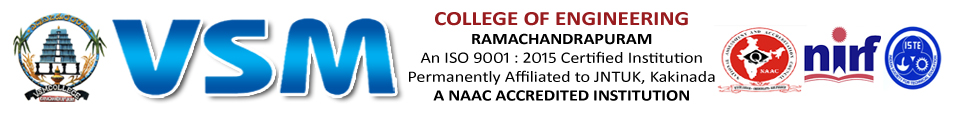 VSM
COLLEGE OF ENGINEERING
RAMACHANDRAPURAM
An ISO 9001 : 2015 Certified Institution
Permanently Affiliated to JNTUK, Kakinada
A NAAC ACCREDITED INSTITUTION
NAAC
nirf
ISTE